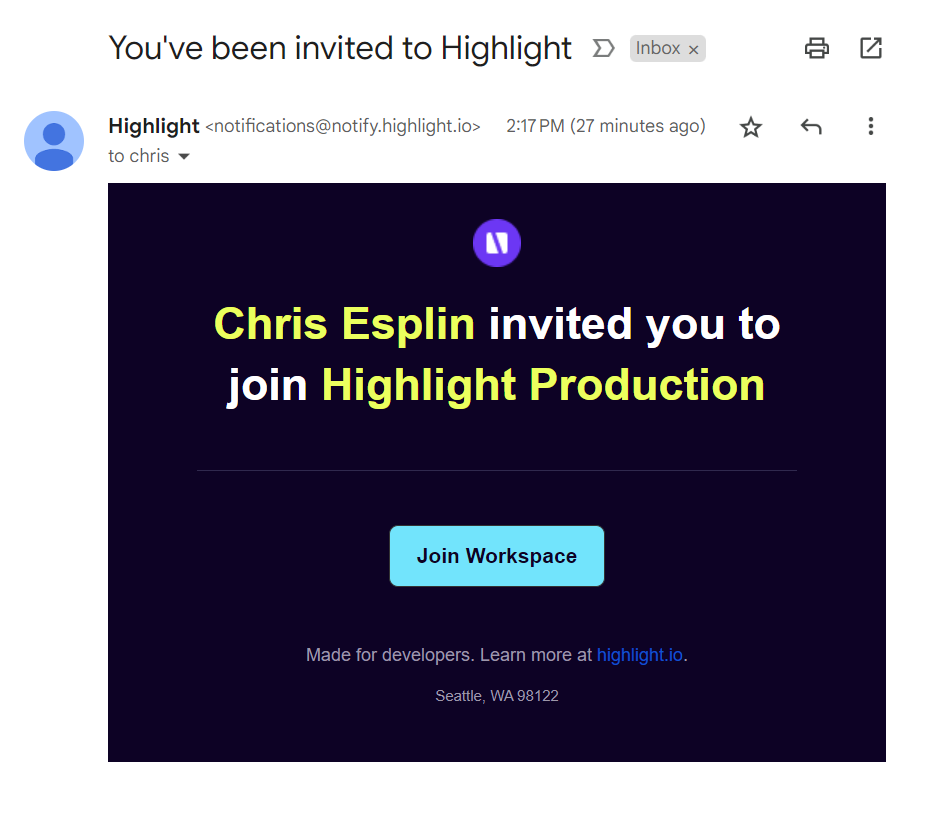 You've been invited to Highlight Inbox ×
Highlight <notifications@notify.highlight.io> 2:17 PM (27 minutes ago)
to chris
Chris Esplin invited you to
join Highlight Production
Join Workspace
Made for developers. Learn more at highlight.io.
Seattle, WA 98122